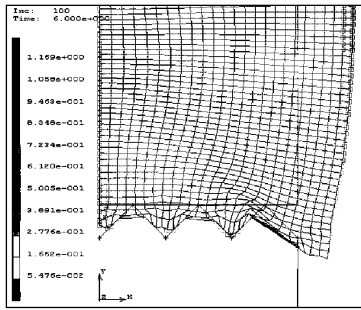 Inc: 100
Time: 6.000e+000
1.169e+000
1.058e+000
9.463e-001
8.348e-001
7.234e-001
6.120e-001
5.005e-001
3.891e-001
2.776e-001
1.662e-001
5.476e-002
Y
Z X